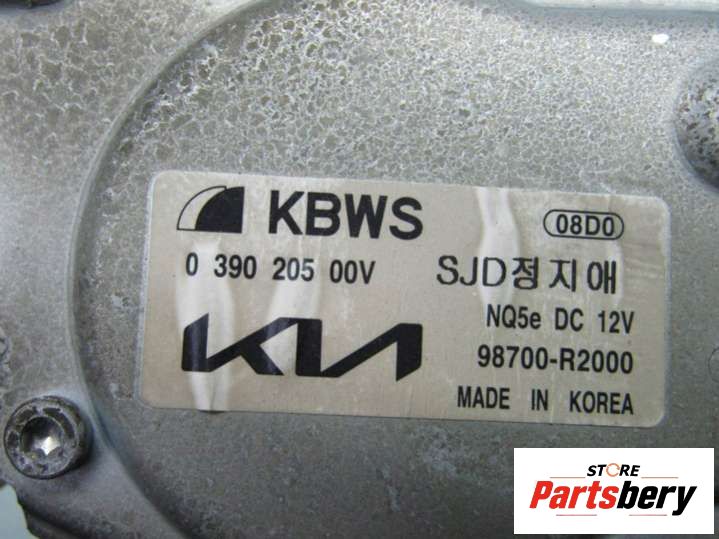 KBWS
08D0
0 390 205 00V
SJD정지애
NQ5e DC 12V
KIA
98700-R2000
MADE IN KOREA
STORE
Partsbery